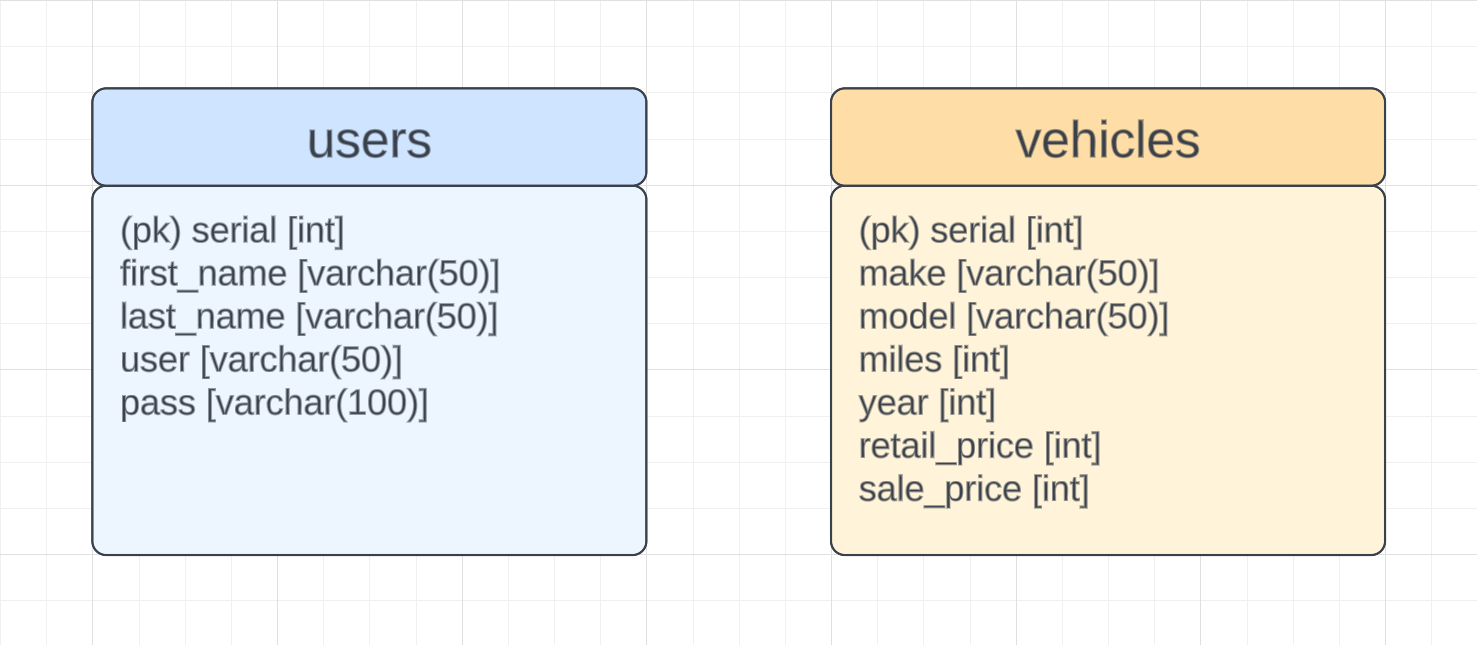 users
(pk) serial [int]
first_name [varchar(50)]
last_name [varchar(50)]
user [varchar(50)]
pass [varchar(100)]
vehicles
(pk) serial [int]
make [varchar(50)]
model [varchar(50)]
miles [int]
year [int]
retail_price [int]
sale_price [int]